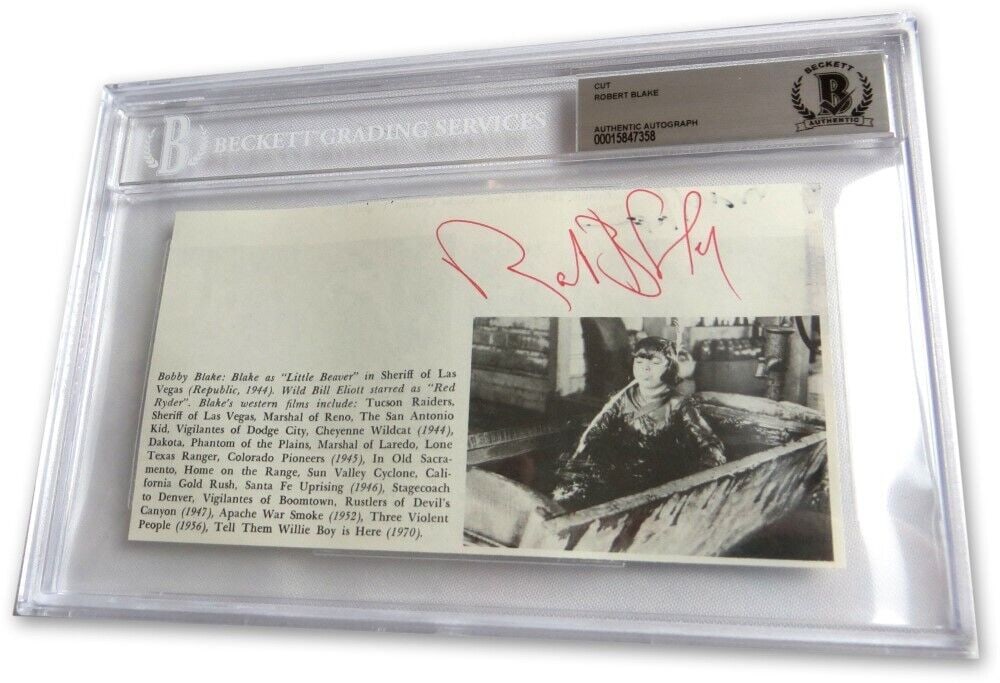 B BECKETT GRADING SERVICES
CUT
ROBERT BLAKE
AUTHENTIC AUTOGRAPH
00015847358
BECKETT
B
AUTHENTIC
Bobby Blake: Blake as "Little Beaver" in Sheriff of Las
Vegas (Republic, 1944). Wild Bill Eliott starred as "Red
Ryder". Blake's western films include: Tucson Raiders,
Sheriff of Las Vegas, Marshal of Reno, The San Antonio
Kid, Vigilantes of Dodge City, Cheyenne Wildcat (1944),
Dakota, Phantom of the Plains, Marshal of Laredo, Lone
Texas Ranger, Colorado Pioneers (1945), In Old Sacra-
mento, Home on the Range, Sun Valley Cyclone, Cali-
fornia Gold Rush, Santa Fe Uprising (1946), Stagecoach
to Denver, Vigilantes of Boomtown, Rustlers of Devil's
Canyon (1947), Apache War Smoke (1952), Three Violent
People (1956), Tell Them Willie Boy is Here (1970).